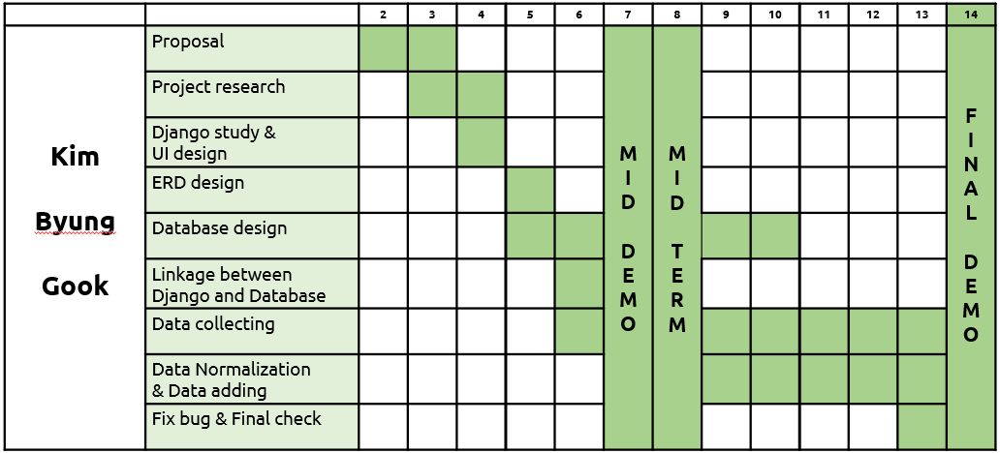 2 3 4 5 6 7 8 9 10 11 12 13 14
Kim
Byung
Gook
Proposal
Project research
Django study &
UI design
ERD design
Database design
Linkage between
Django and Database
Data collecting
Data Normalization
& Data adding
Fix bug & Final check
MID DEMO
MID TERM
FINAL DEMO